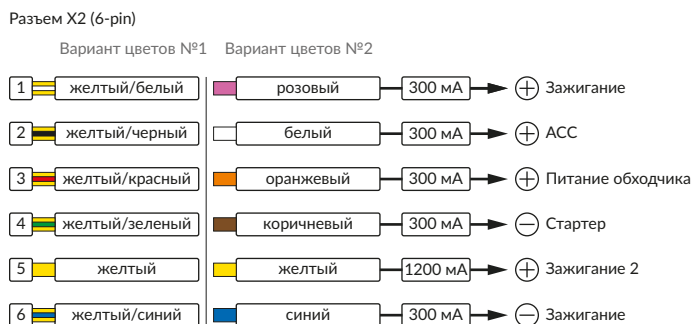 Разъем X2 (6-pin)
Вариант цветов №1 Вариант цветов №2
1 желтый/белый розовый 300 мА + Зажигание
2 желтый/черный белый 300 мА + ACC
3 желтый/красный оранжевый 300 мА + Питание обходчика
4 желтый/зеленый коричневый 300 мА − Стартер
5 желтый желтый 1200 мА + Зажигание 2
6 желтый/синий синий 300 мА − Зажигание